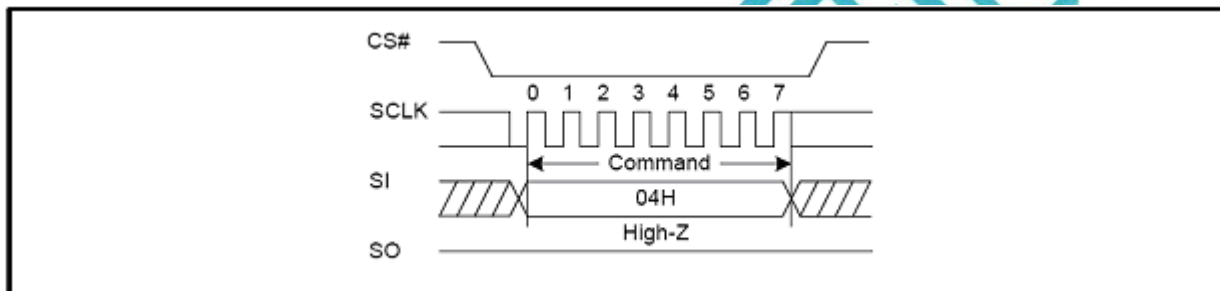 CS#
0 1 2 3 4 5 6 7
SCLK
Command
SI
04H
High-Z
SO